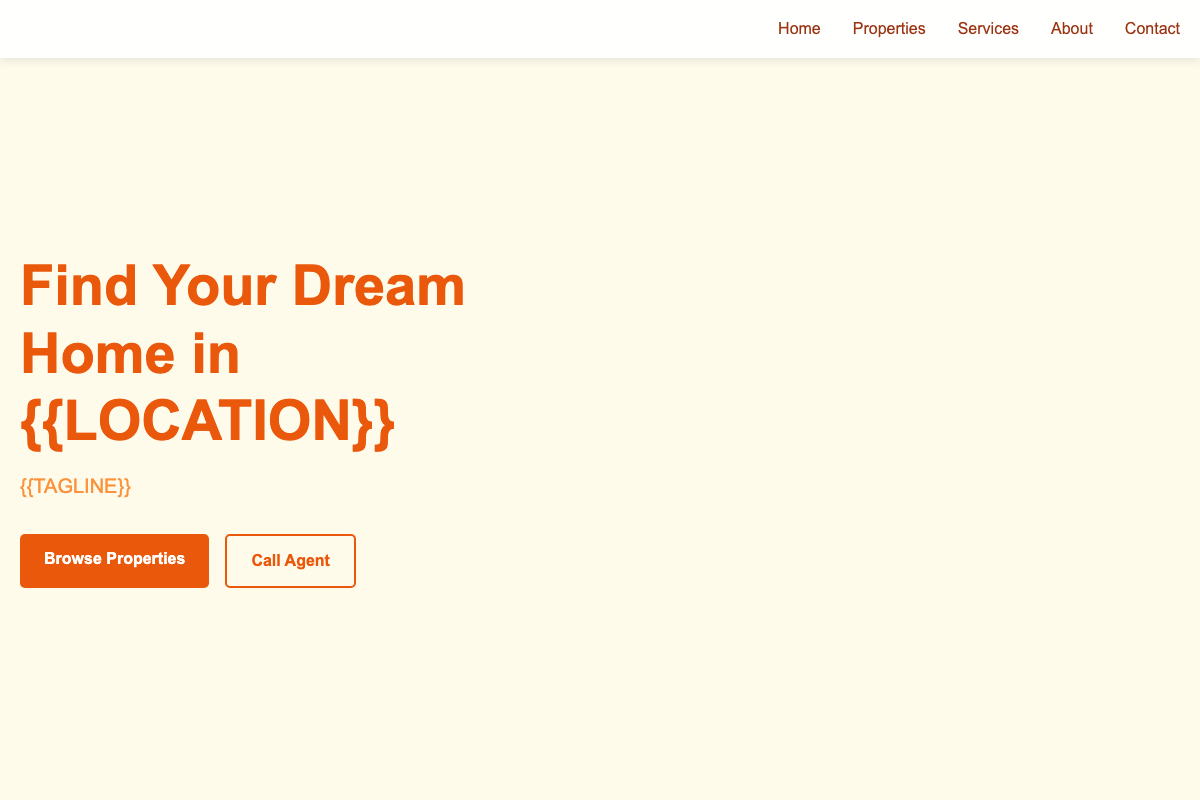 Home Properties Services About Contact
Find Your Dream
Home in
{{LOCATION}}
{{TAGLINE}}
Browse Properties Call Agent